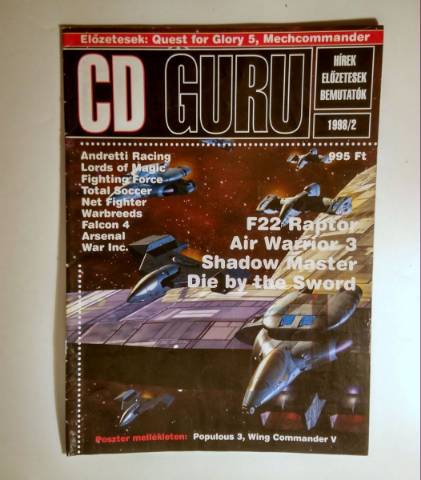 Előzetesek: Quest for Glory 5, Mechcommander
CD GURU
HÍREK
ELŐZETESEK
BEMUTATÓK
1998/2
995 Ft
Andretti Racing
Lords of Magic
Fighting Force
Total Soccer
Net Fighter
Warbreeds
Falcon 4
Arsenal
War Inc.
F22 Raptor
Air Warrior 3
Shadow Master
Die by the Sword
Poszter mellékleten: Populous 3, Wing Commander V